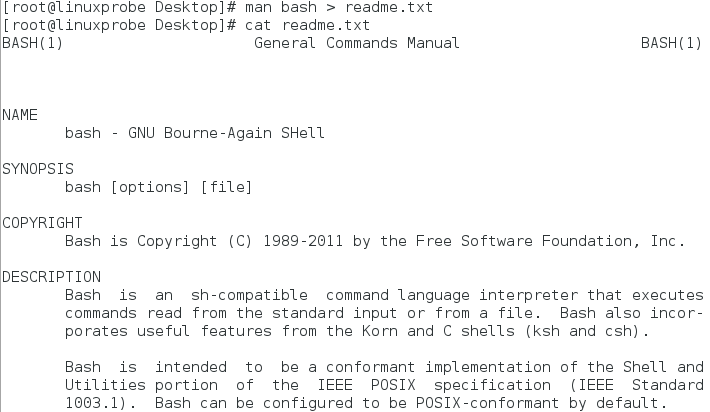 [root@linuxprobe Desktop]# man bash > readme.txt
[root@linuxprobe Desktop]# cat readme.txt
BASH(1)                     General Commands Manual                    BASH(1)
NAME
       bash - GNU Bourne-Again SHell
SYNOPSIS
       bash [options] [file]
COPYRIGHT
       Bash is Copyright (C) 1989-2011 by the Free Software Foundation, Inc.
DESCRIPTION
       Bash  is  an  sh-compatible  command language interpreter that executes
       commands read from the standard input or from a file.  Bash also incor-
       porates useful features from the Korn and C shells (ksh and csh).
       Bash  is  intended  to  be a conformant implementation of the Shell and
       Utilities portion  of  the  IEEE  POSIX  specification  (IEEE  Standard
       1003.1).  Bash can be configured to be POSIX-conformant by default.